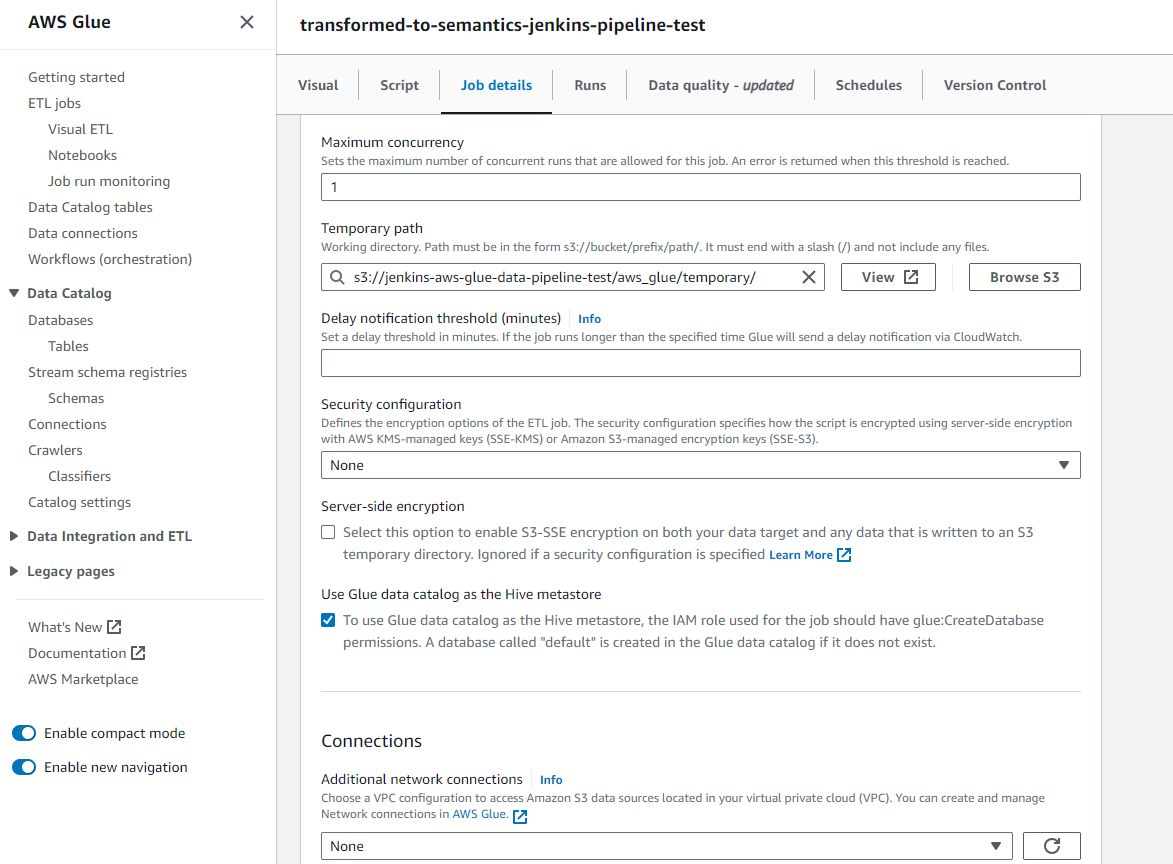 AWS Glue
Getting started
ETL jobs
Visual ETL
Notebooks
Job run monitoring
Data Catalog tables
Data connections
Workflows (orchestration)
Data Catalog
Databases
Tables
Stream schema registries
Schemas
Connections
Crawlers
Classifiers
Catalog settings
Data Integration and ETL
Legacy pages
What's New
Documentation
AWS Marketplace
Enable compact mode
Enable new navigation
transformed-to-semantics-jenkins-pipeline-test
Visual
Script
Job details
Runs
Data quality - updated
Schedules
Version Control
Maximum concurrency
Sets the maximum number of concurrent runs that are allowed for this job. An error is returned when this threshold is reached.
1
Temporary path
Working directory. Path must be in the form s3://bucket/prefix/path/. It must end with a slash (/) and not include any files.
s3://jenkins-aws-glue-data-pipeline-test/aws_glue/temporary/
View
Browse S3
Delay notification threshold (minutes)
Info
Set a delay threshold in minutes. If the job runs longer than the specified time Glue will send a delay notification via CloudWatch.
Security configuration
Defines the encryption options of the ETL job. The security configuration specifies how the script is encrypted using server-side encryption
with AWS KMS-managed keys (SSE-KMS) or Amazon S3-managed encryption keys (SSE-S3).
None
Server-side encryption
Select this option to enable S3-SSE encryption on both your data target and any data that is written to an S3
temporary directory. Ignored if a security configuration is specified Learn More
Use Glue data catalog as the Hive metastore
To use Glue data catalog as the Hive metastore, the IAM role used for the job should have glue:CreateDatabase
permissions. A database called "default" is created in the Glue data catalog if it does not exist.
Connections
Additional network connections
Info
Choose a VPC configuration to access Amazon S3 data sources located in your virtual private cloud (VPC). You can create and manage
Network connections in AWS Glue.
None